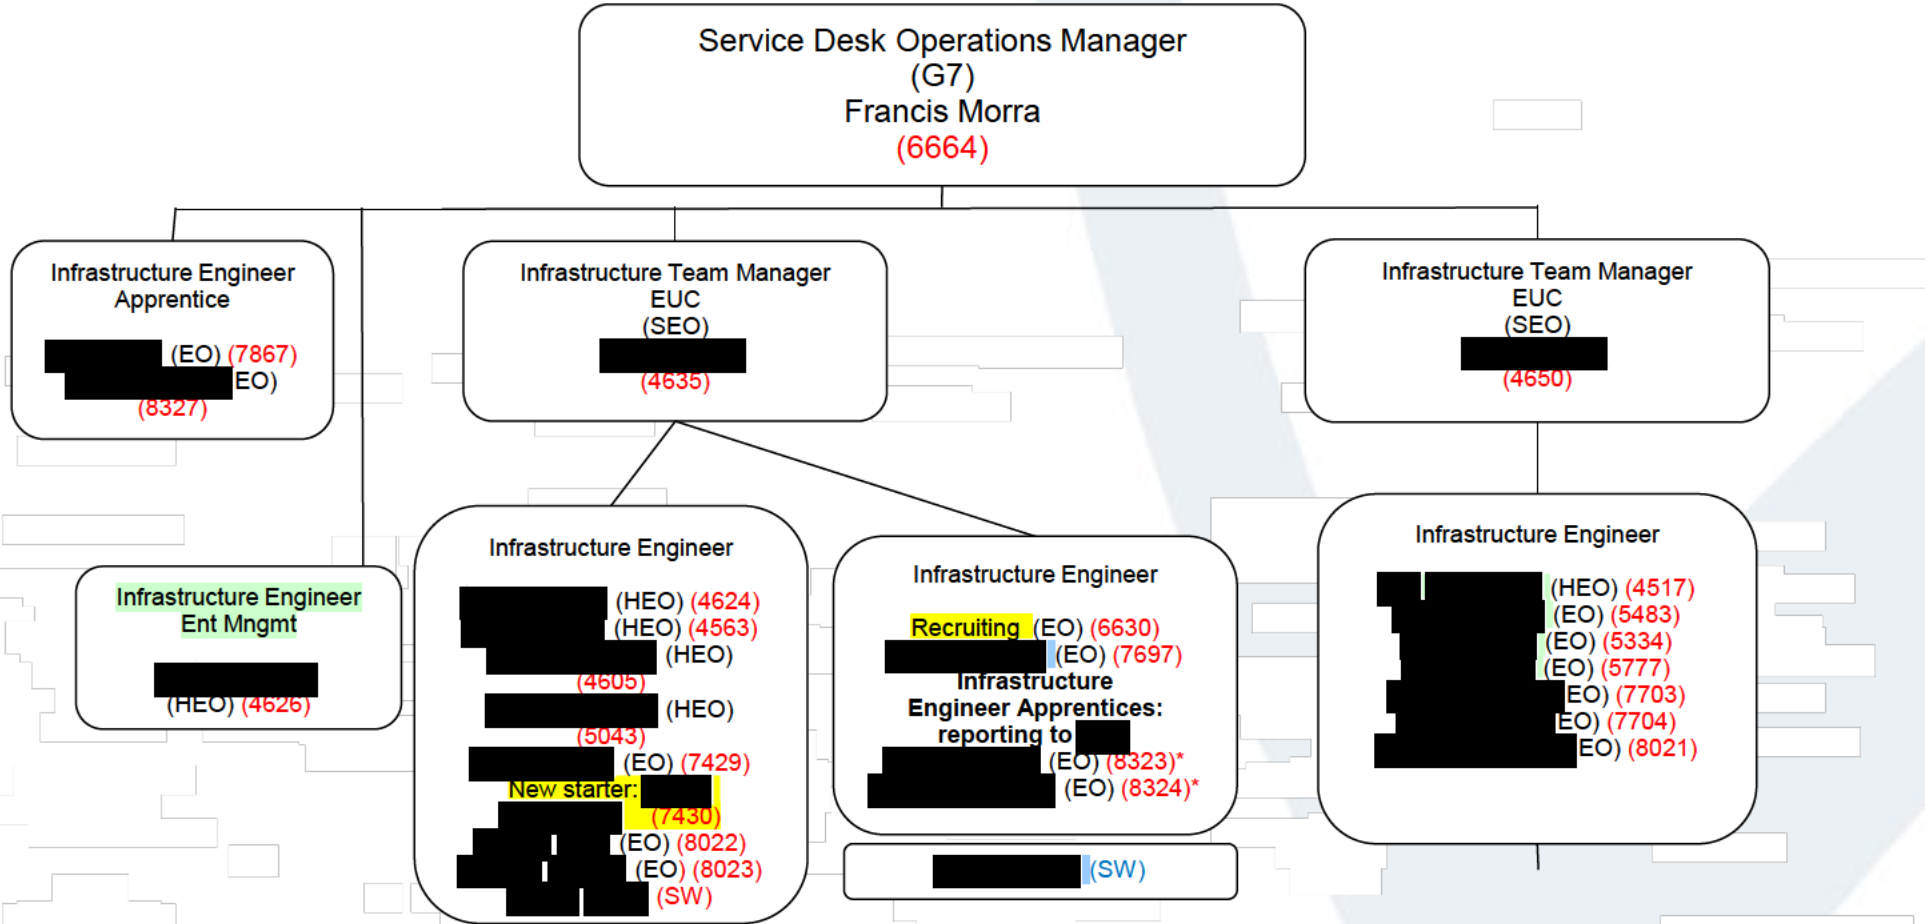 Service Desk Operations Manager
(G7)
Francis Morra
(6664)
Infrastructure Engineer
Apprentice
(EO) (7867)
EO)
(8327)
Infrastructure Team Manager
EUC
(SEO)
(4635)
Infrastructure Team Manager
EUC
(SEO)
(4650)
Infrastructure Engineer
Ent Mngmt
(HEO) (4626)
Infrastructure Engineer
(HEO) (4624)
(HEO) (4563)
(HEO)
(4605)
(HEO)
(5043)
(EO) (7429)
New starter:
(7430)
(EO) (8022)
(EO) (8023)
(SW)
Infrastructure Engineer
Recruiting (EO) (6630)
(EO) (7697)
Infrastructure
Engineer Apprentices:
reporting to
(EO) (8323)*
(EO) (8324)*
(SW)
Infrastructure Engineer
(HEO) (4517)
(EO) (5483)
(EO) (5334)
(EO) (5777)
EO) (7703)
EO) (7704)
EO) (8021)